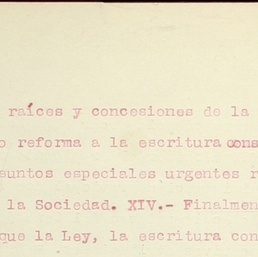 raíces y concesiones de la
o reforma a la escritura cons
suntos especiales urgentes
la Sociedad. XIV.- Finalmen
que la Ley, la escritura con